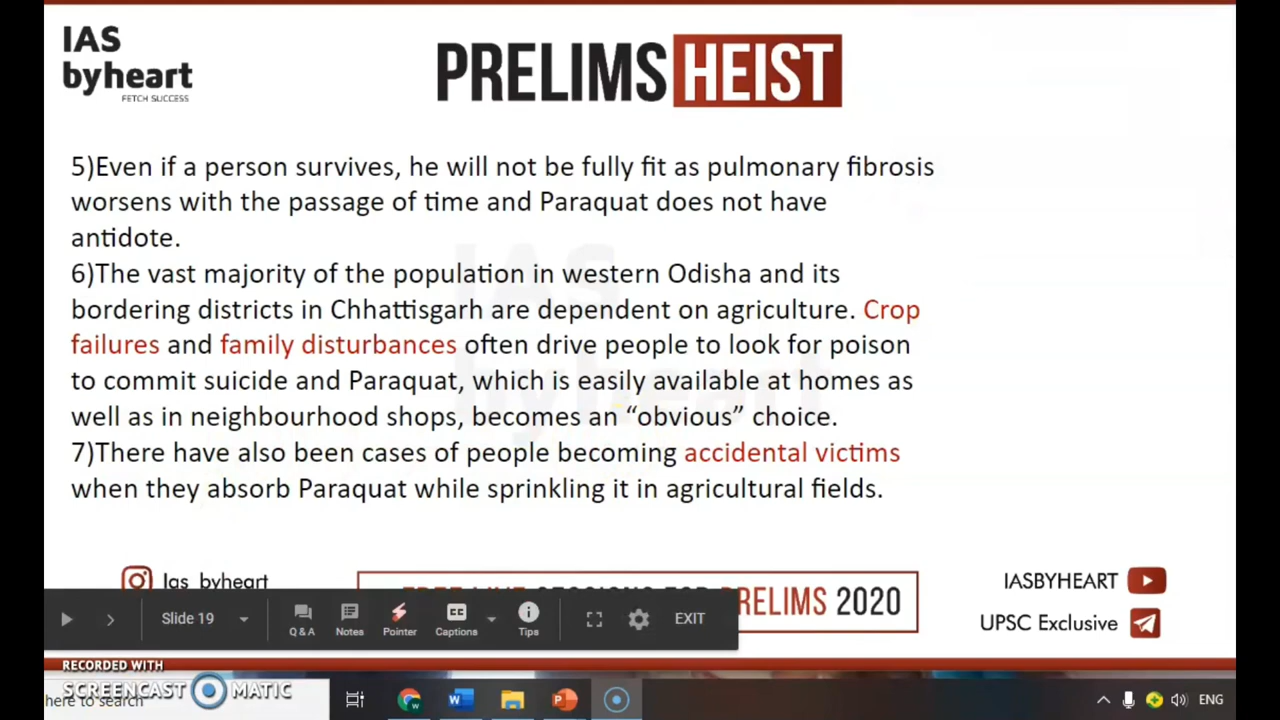 IAS
byheart
FETCH SUCCESS
PRELIMS HEIST
5)Even if a person survives, he will not be fully fit as pulmonary fibrosis
worsens with the passage of time and Paraquat does not have
antidote.
6)The vast majority of the population in western Odisha and its
bordering districts in Chhattisgarh are dependent on agriculture. Crop
failures and family disturbances often drive people to look for poison
to commit suicide and Paraquat, which is easily available at homes as
well as in neighbourhood shops, becomes an “obvious” choice.
7)There have also been cases of people becoming accidental victims
when they absorb Paraquat while sprinkling it in agricultural fields.
IAS
byheart
Ias_byheart
PRELIMS 2020
IASBYHEART
UPSC Exclusive
Slide 19
Q & A
Notes
Pointer
CC
Captions
Tips
EXIT
RECORDED WITH
SCREENCAST MATIC
here to search
ENG